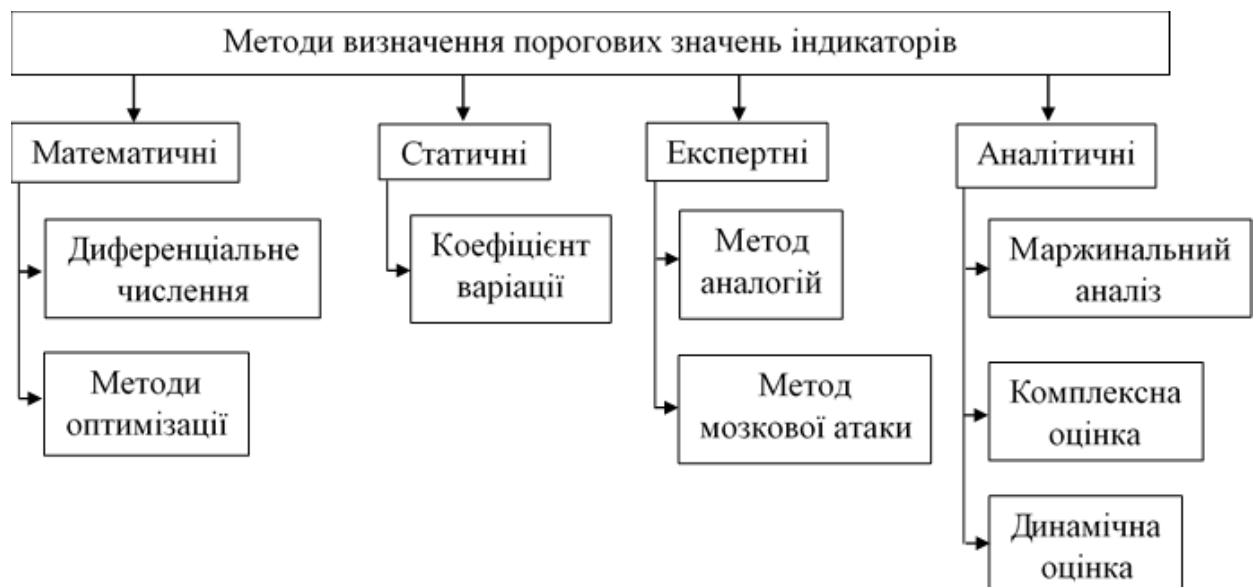 Методи визначення порогових значень індикаторів
Математичні
Статичні
Експертні
Аналітичні
Диференціальне
числення
Методи
оптимізації
Коефіцієнт
варіації
Метод
аналогій
Метод
мозкової атаки
Маржинальний
аналіз
Комплексна
оцінка
Динамічна
оцінка